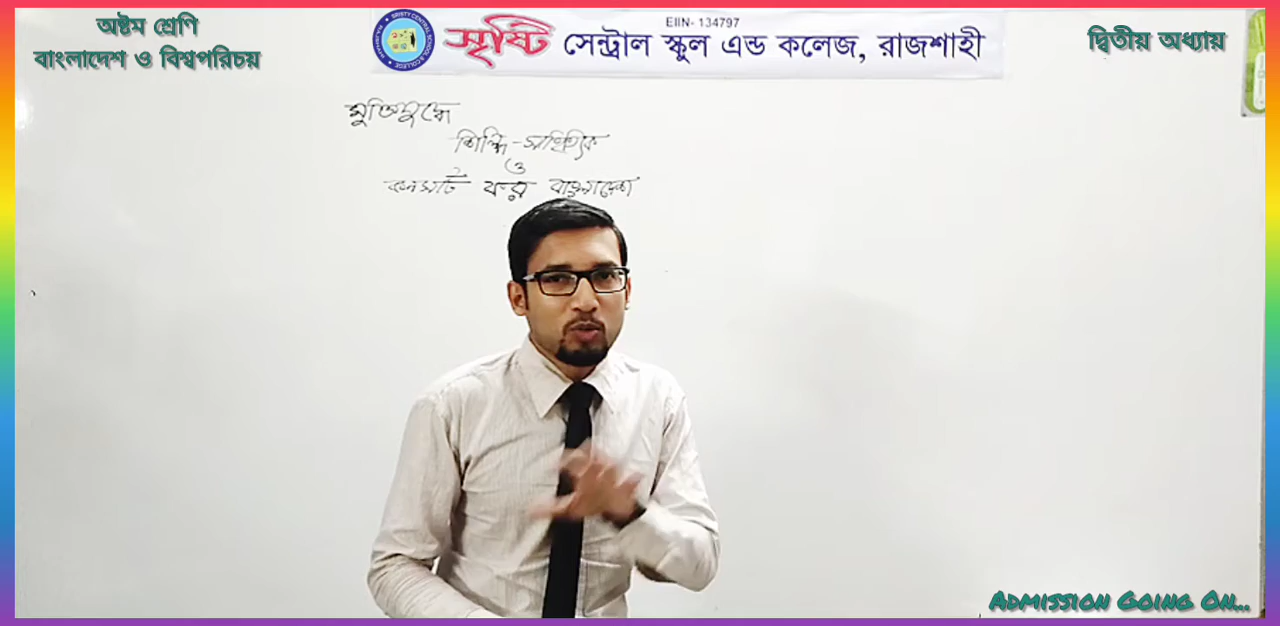 অষ্টম শ্রেণি
বাংলাদেশ ও বিশ্বপরিচয়
EIIN- 134797
সৃষ্টি সেন্ট্রাল স্কুল এন্ড কলেজ, রাজশাহী
দ্বিতীয় অধ্যায়
মুক্তিযুদ্ধে
শিল্পি-সাহিত্যিক
ও
কনসার্ট ফর বাংলাদেশ
Admission Going On...